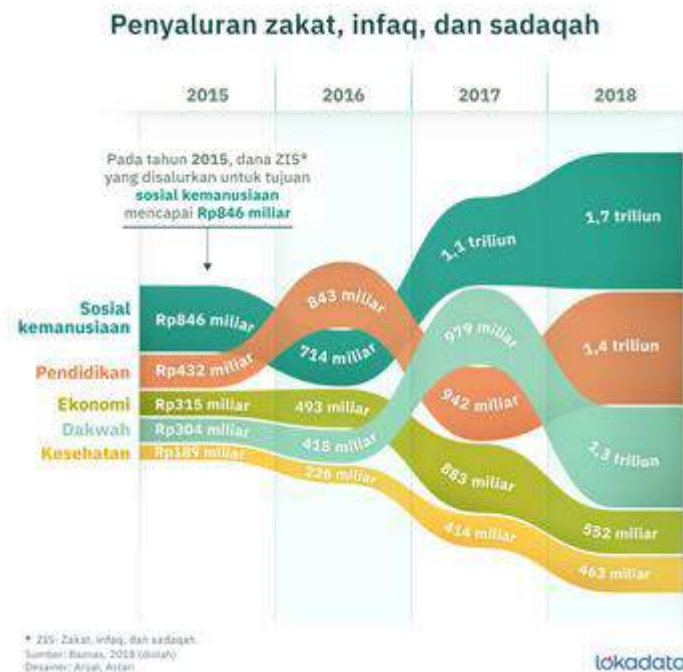 Penyaluran zakat, infaq, dan sadaqah
2015 2016 2017 2018
Pada tahun 2015, dana ZIS*
yang disalurkan untuk tujuan
sosial kemanusiaan
mencapai Rp846 miliar
Sosial
kemanusiaan
Rp846 miliar
714 miliar
1,1 triliun
1,7 triliun
Pendidikan
Rp432 miliar
843 miliar
942 miliar
1,4 triliun
Ekonomi
Rp315 miliar
493 miliar
883 miliar
552 miliar
Dakwah
Rp304 miliar
418 miliar
979 miliar
1,3 triliun
Kesehatan
Rp189 miliar
226 miliar
414 miliar
463 miliar
* ZIS: Zakat, infaq, dan sadaqah.
Sumber: Baznas, 2018 (diolah)
Desainer: Arsal, Astari
lokadata